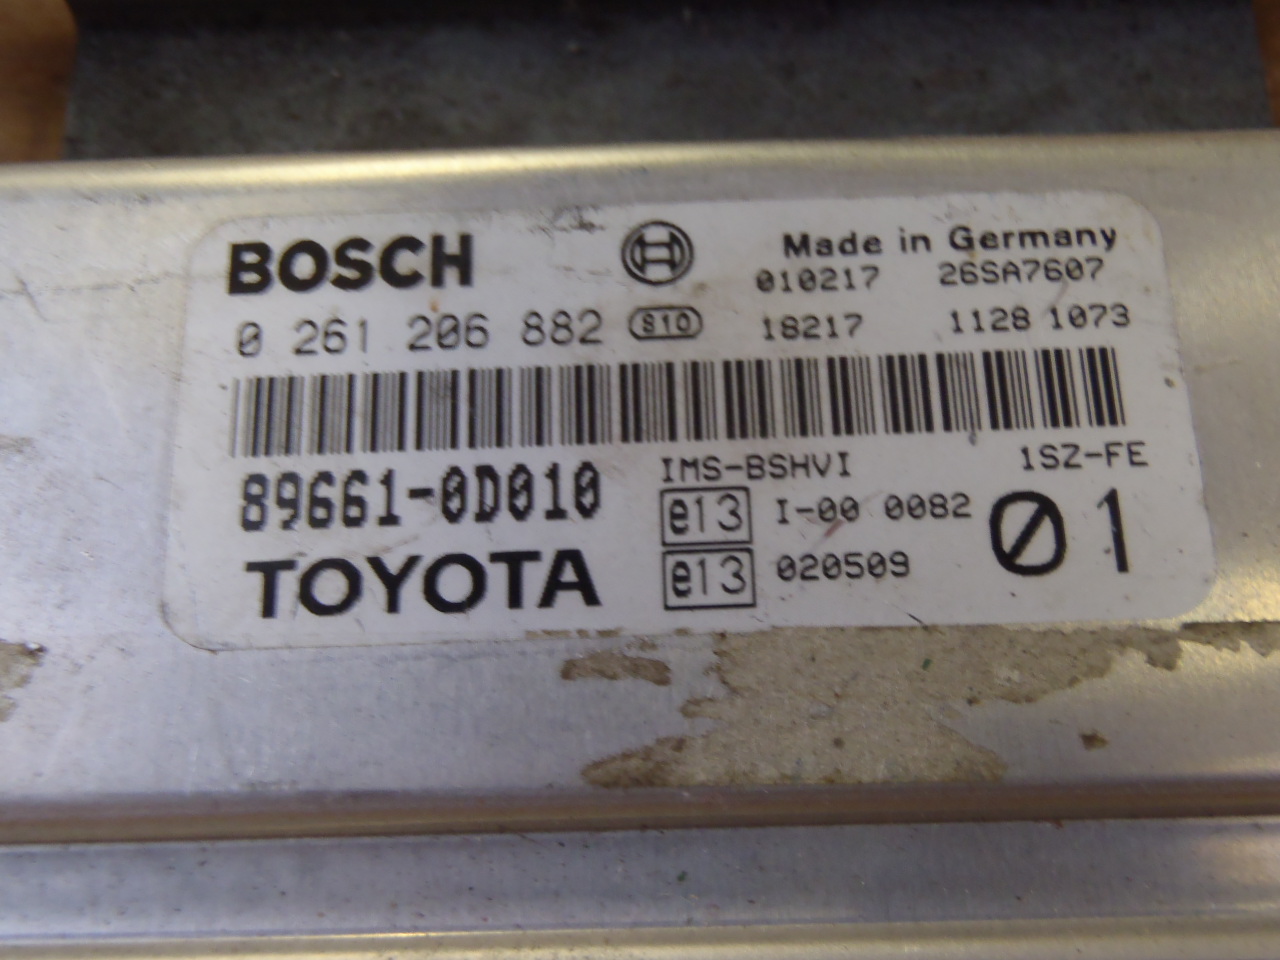 BOSCH
Made in Germany
010217 26SA7607
0 261 206 882 S10 18217 1128 1073
89661-0D010 IMS-BSHVI 1SZ-FE
e13 I-00 0082 01
TOYOTA e13 020509